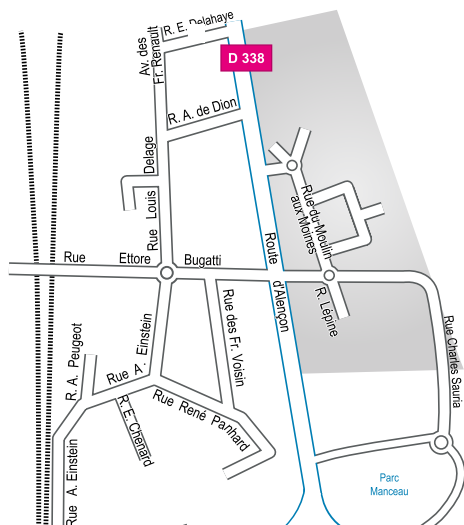 R. E. Delahaye
Av. des
Fr. Renault
D 338
R. A. de Dion
Rue Louis Delage
Rue du Moulin
aux Moines
Route d'Alençon
Rue Ettore Bugatti
R. Lépine
Rue des Fr. Voisin
Rue Charles Sauria
R. A. Peugeot
Rue A. Einstein
R. E. Chenard
Rue René Panhard
Rue A. Einstein
Parc
Manceau